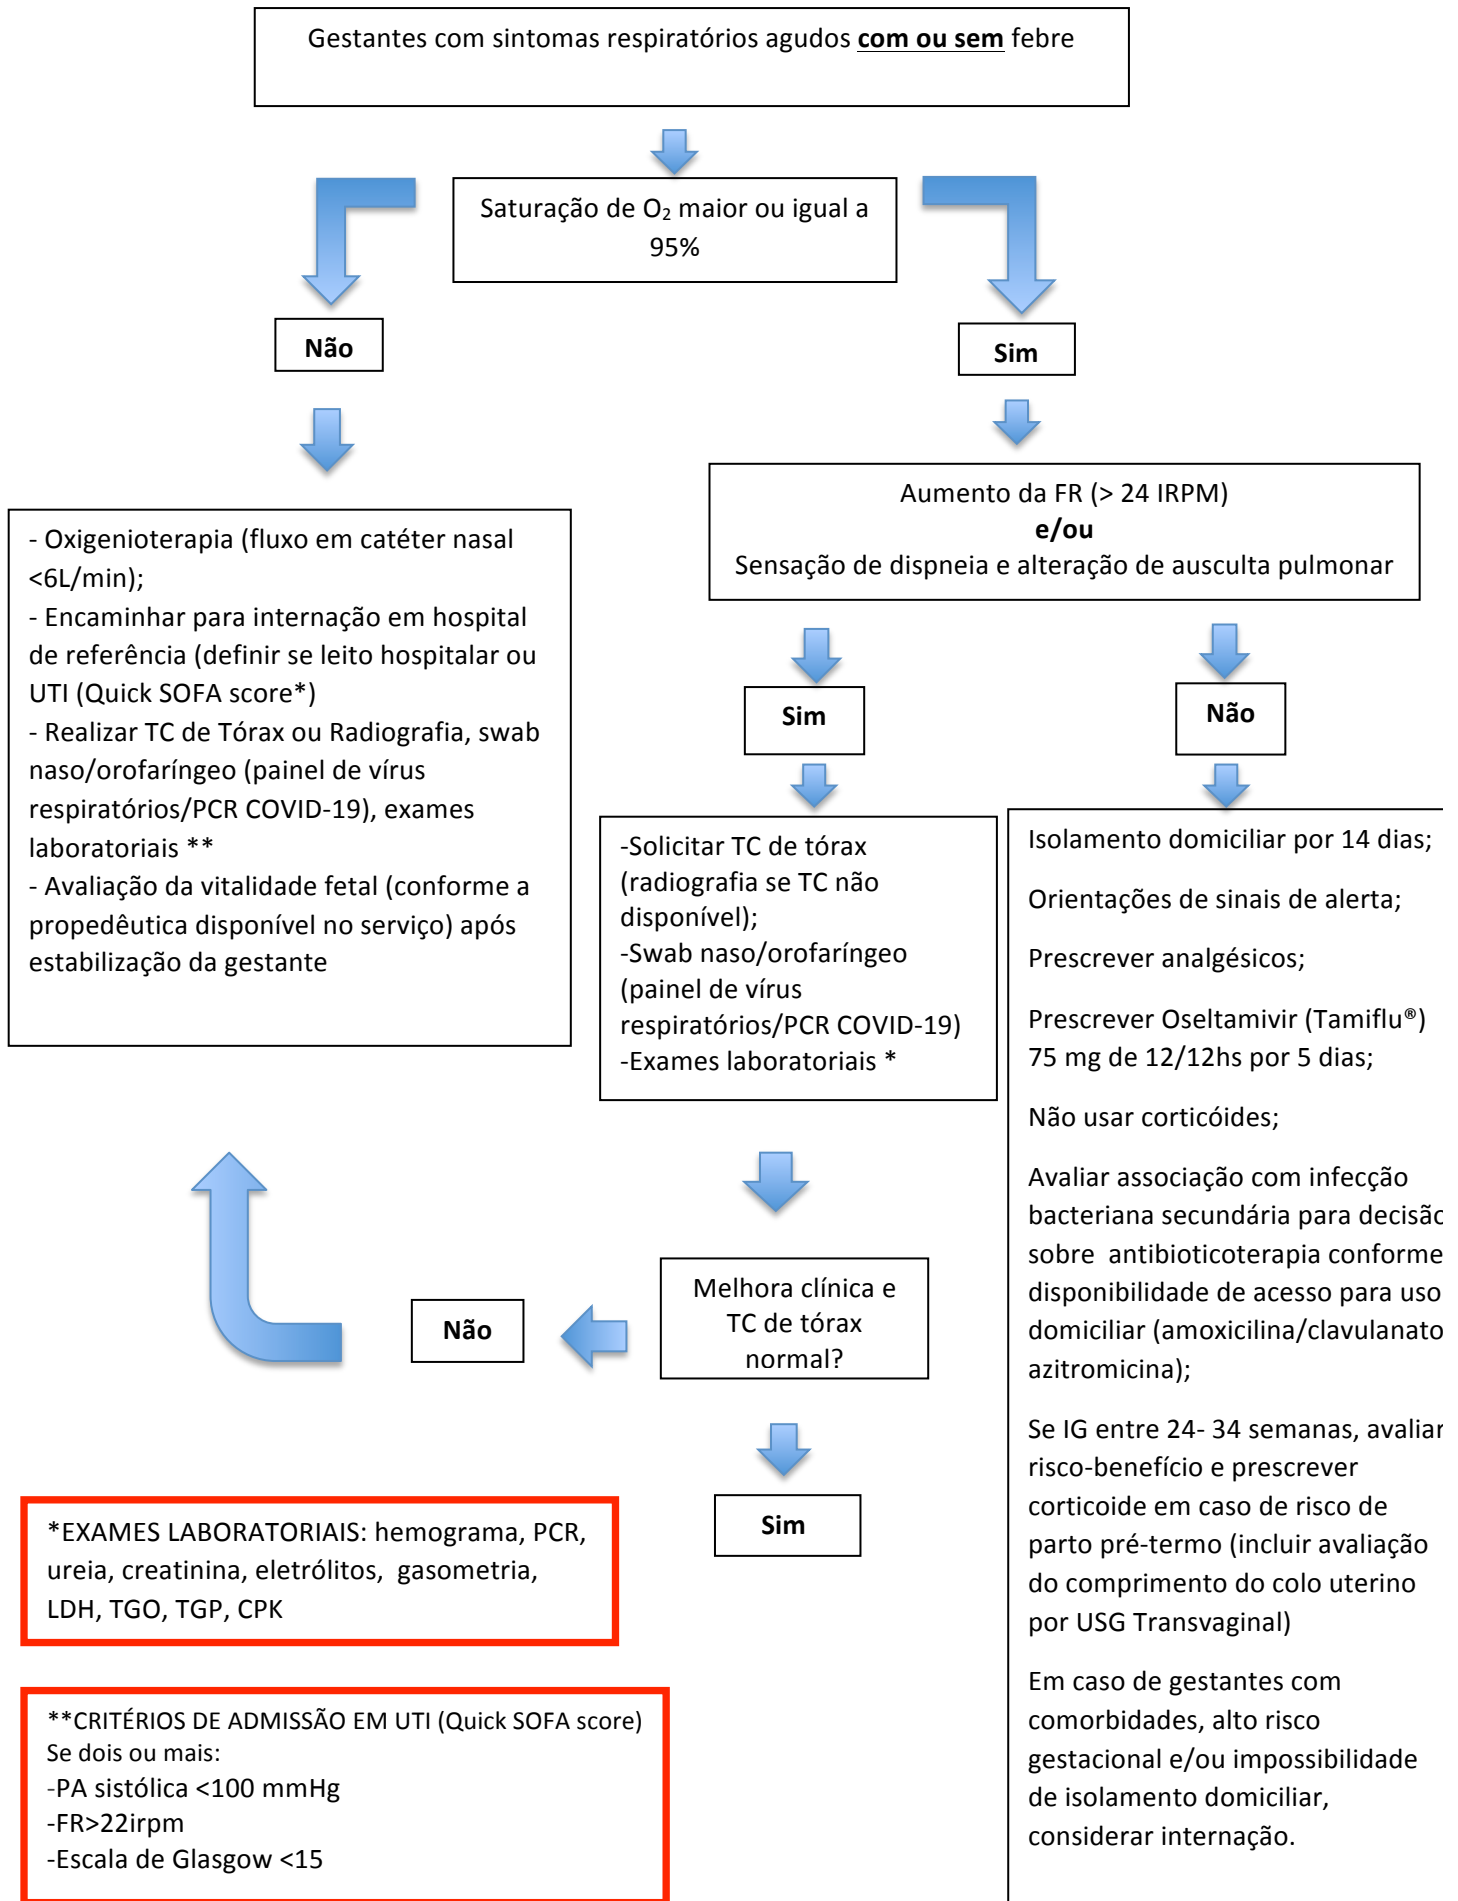 Gestantes com sintomas respiratórios agudos com ou sem febre
Saturação de O₂ maior ou igual a
95%
Não
Sim
- Oxigenioterapia (fluxo em catéter nasal
<6L/min);
- Encaminhar para internação em hospital
de referência (definir se leito hospitalar ou
UTI (Quick SOFA score*)
- Realizar TC de Tórax ou Radiografia, swab
naso/orofaríngeo (painel de vírus
respiratórios/PCR COVID-19), exames
laboratoriais **
- Avaliação da vitalidade fetal (conforme a
propedêutica disponível no serviço) após
estabilização da gestante
Aumento da FR (> 24 IRPM)
e/ou
Sensação de dispneia e alteração de ausculta pulmonar
Sim
Não
-Solicitar TC de tórax
(radiografia se TC não
disponível);
-Swab naso/orofaríngeo
(painel de vírus
respiratórios/PCR COVID-19)
-Exames laboratoriais *
Isolamento domiciliar por 14 dias;
Orientações de sinais de alerta;
Prescrever analgésicos;
Prescrever Oseltamivir (Tamiflu®)
75 mg de 12/12hs por 5 dias;
Não usar corticóides;
Avaliar associação com infecção
bacteriana secundária para decisão
sobre  antibioticoterapia conforme
disponibilidade de acesso para uso
domiciliar (amoxicilina/clavulanato
azitromicina);
Se IG entre 24- 34 semanas, avaliar
risco-benefício e prescrever
corticoide em caso de risco de
parto pré-termo (incluir avaliação
do comprimento do colo uterino
por USG Transvaginal)
Em caso de gestantes com
comorbidades, alto risco
gestacional e/ou impossibilidade
de isolamento domiciliar,
considerar internação.
Melhora clínica e
TC de tórax
normal?
Não
Sim
*EXAMES LABORATORIAIS: hemograma, PCR,
ureia, creatinina, eletrólitos,  gasometria,
LDH, TGO, TGP, CPK
**CRITÉRIOS DE ADMISSÃO EM UTI (Quick SOFA score)
Se dois ou mais:
-PA sistólica <100 mmHg
-FR>22irpm
-Escala de Glasgow <15